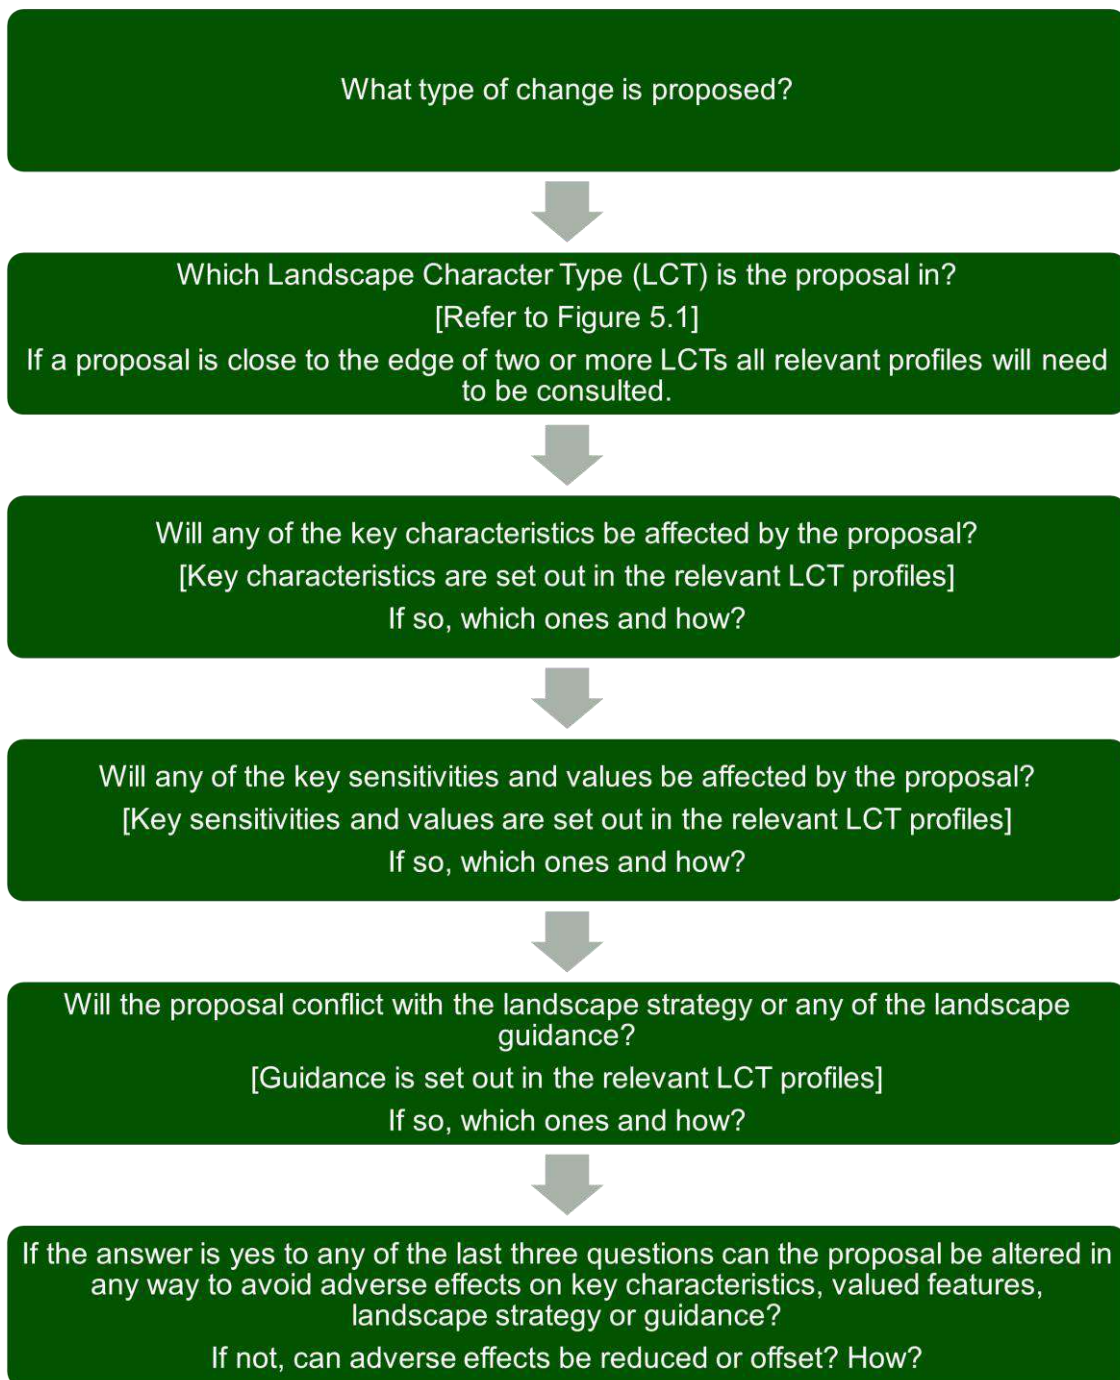 What type of change is proposed?
Which Landscape Character Type (LCT) is the proposal in?
[Refer to Figure 5.1]
If a proposal is close to the edge of two or more LCTs all relevant profiles will need
to be consulted.
Will any of the key characteristics be affected by the proposal?
[Key characteristics are set out in the relevant LCT profiles]
If so, which ones and how?
Will any of the key sensitivities and values be affected by the proposal?
[Key sensitivities and values are set out in the relevant LCT profiles]
If so, which ones and how?
Will the proposal conflict with the landscape strategy or any of the landscape
guidance?
[Guidance is set out in the relevant LCT profiles]
If so, which ones and how?
If the answer is yes to any of the last three questions can the proposal be altered in
any way to avoid adverse effects on key characteristics, valued features,
landscape strategy or guidance?
If not, can adverse effects be reduced or offset? How?